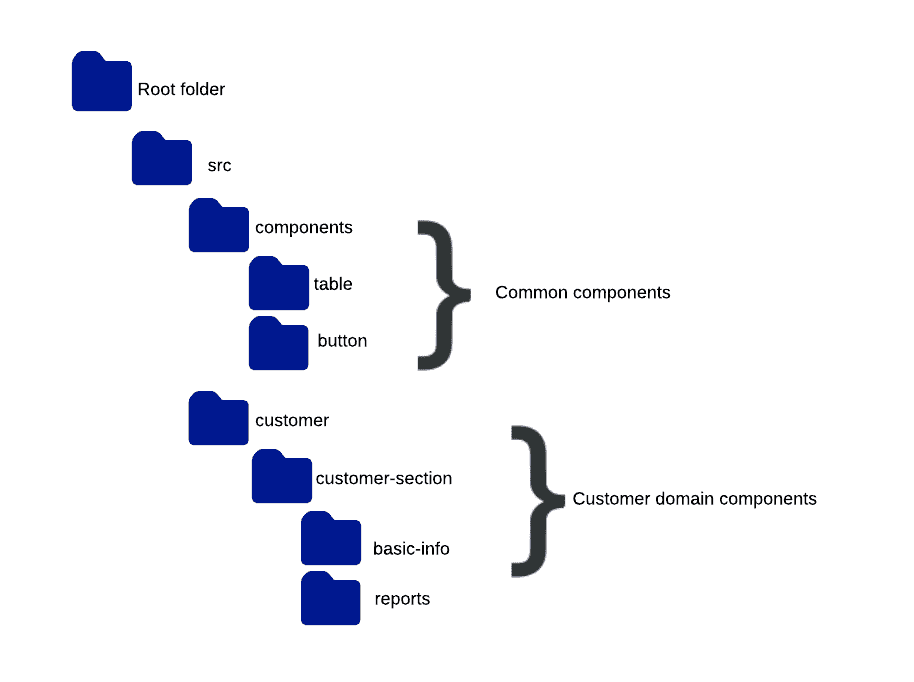 Root folder
src
components
table
button
Common components
customer
customer-section
basic-info
reports
Customer domain components